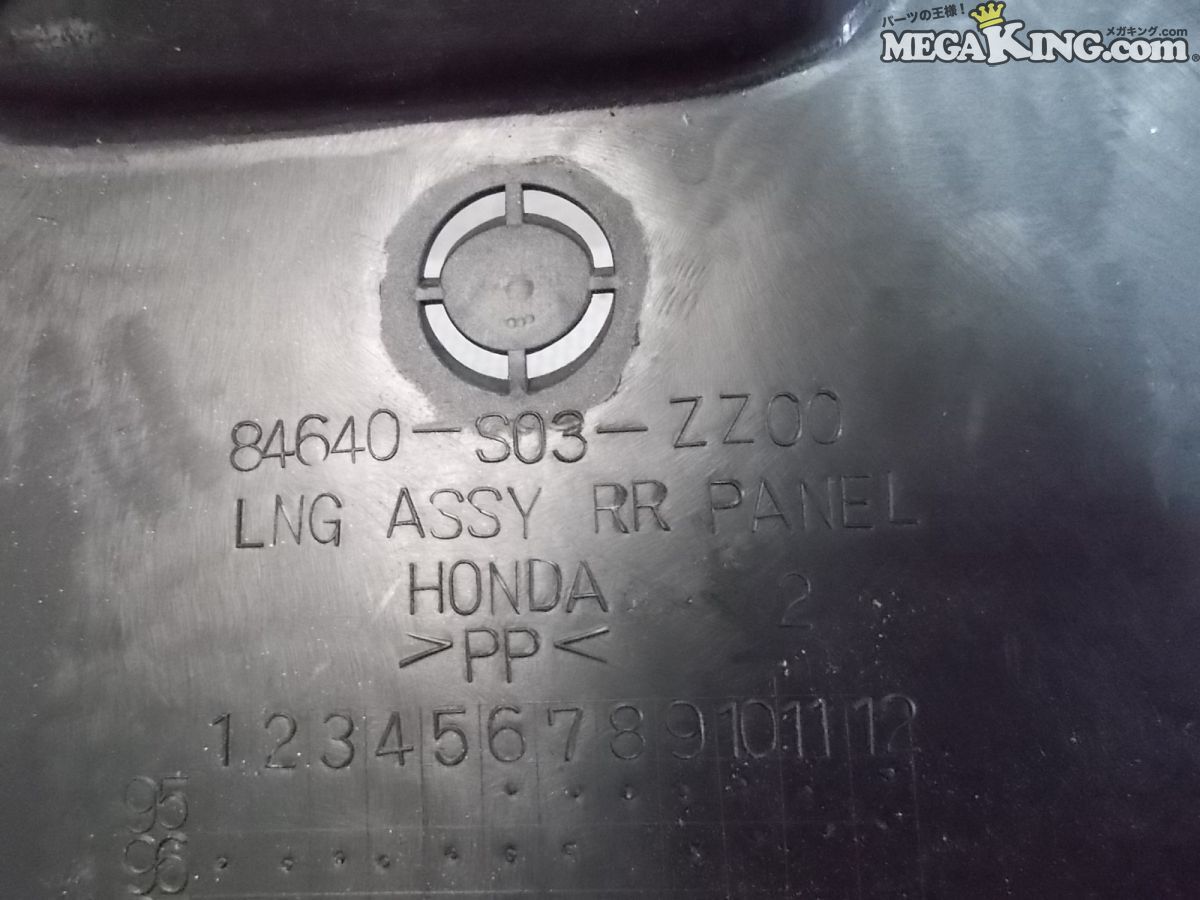 パーツの王様!
メガキング.com
MEGAKING.com®
84640-S03-ZZ00
LNG ASSY RR PANEL
HONDA 2
>PP<
1 2 3 4 5 6 7 8 9 10 11 12
95
96